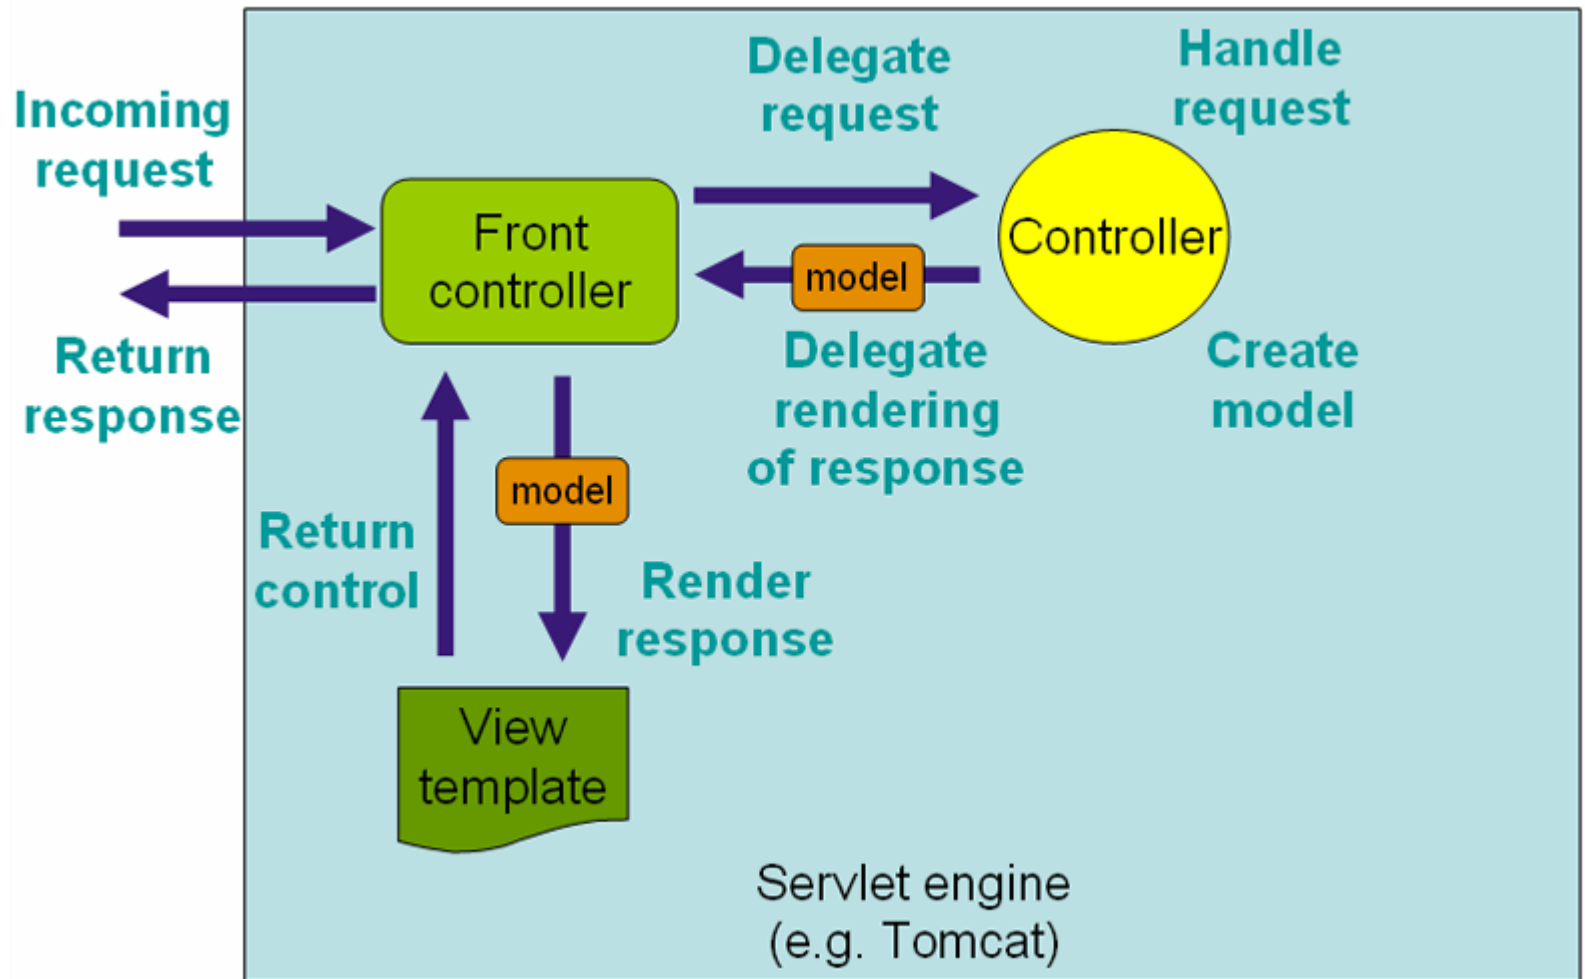 Incoming
request
Return
response
Delegate
request
Handle
request
Front
controller
Controller
model
Delegate
rendering
of response
Create
model
model
Return
control
Render
response
View
template
Servlet engine
(e.g. Tomcat)